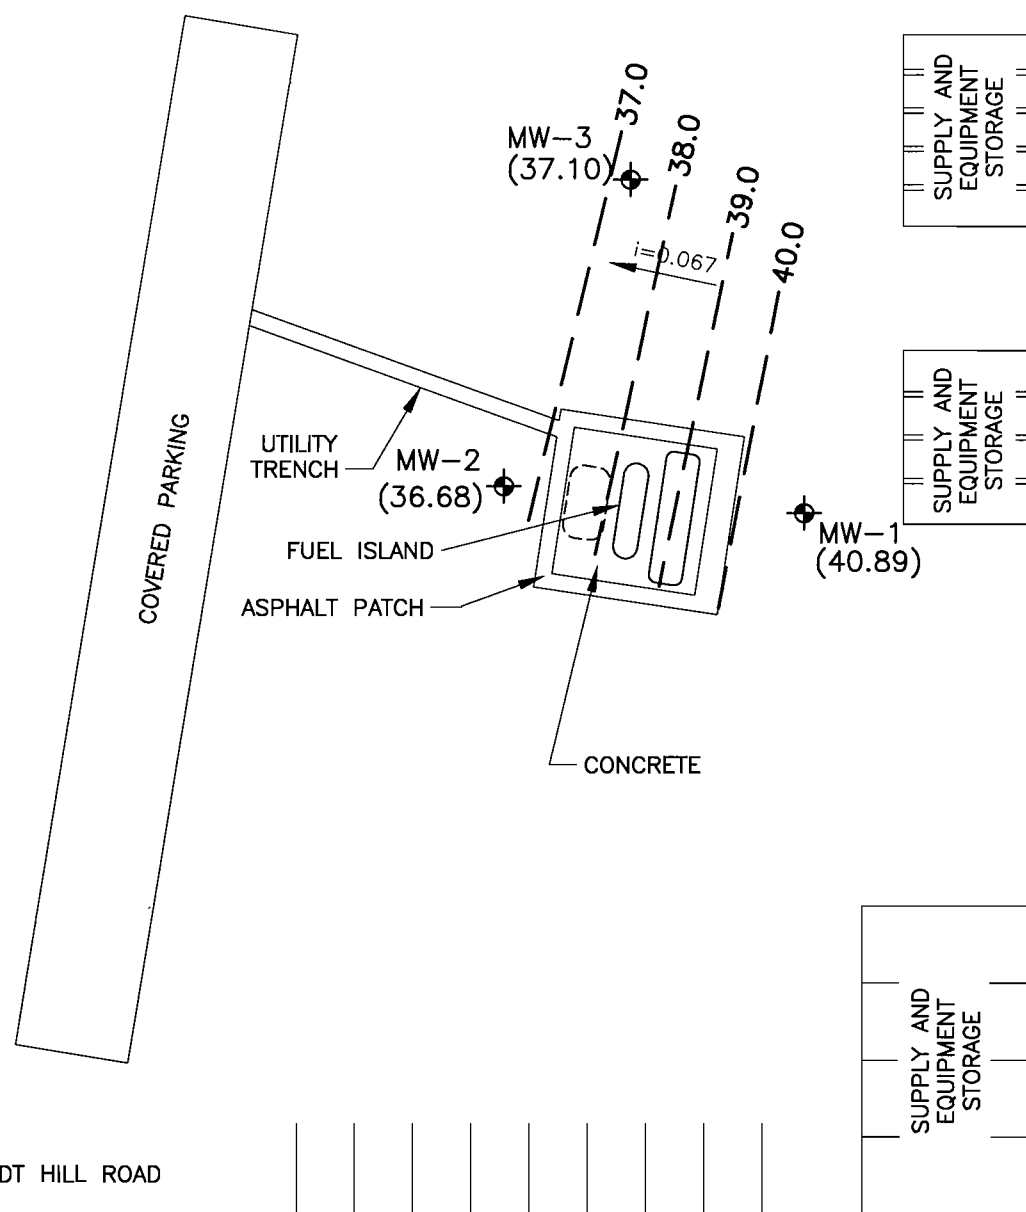 37.0
MW-3
(37.10)
38.0
39.0
40.0
i=0.067
SUPPLY AND
EQUIPMENT
STORAGE
SUPPLY AND
EQUIPMENT
STORAGE
COVERED PARKING
UTILITY
TRENCH
MW-2
(36.68)
FUEL ISLAND
ASPHALT PATCH
MW-1
(40.89)
CONCRETE
SUPPLY AND
EQUIPMENT
STORAGE
DT HILL ROAD